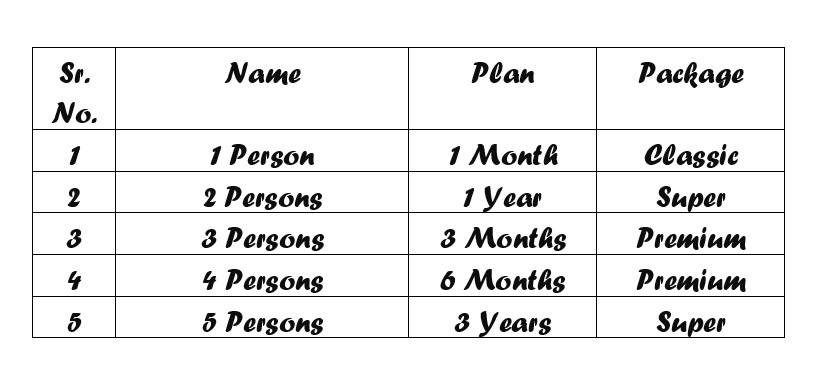 Sr. No. Name Plan Package
1 1 Person 1 Month Classic
2 2 Persons 1 Year Super
3 3 Persons 3 Months Premium
4 4 Persons 6 Months Premium
5 5 Persons 3 Years Super